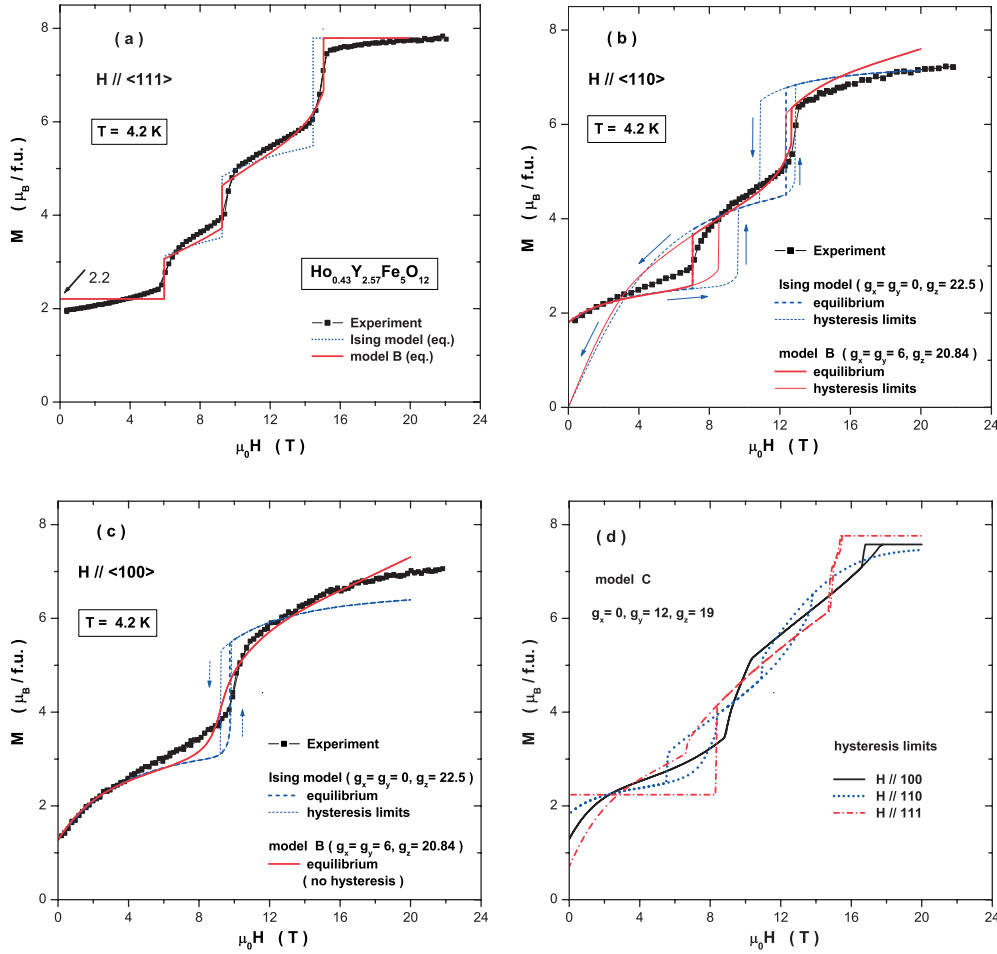 ( a )
H // <111>
T = 4.2 K
2.2
Ho0.43Y2.57Fe5O12
Experiment
Ising model (eq.)
model B (eq.)
M ( μB / f.u. )
0 2 4 6 8
0 4 8 12 16 20 24
μ0H ( T )
( b )
H // <110>
T = 4.2 K
Experiment
Ising model ( gx= gy= 0, gz= 22.5 )
equilibrium
hysteresis limits
model B ( gx= gy= 6, gz= 20.84 )
equilibrium
hysteresis limits
M ( μB / f.u. )
0 2 4 6 8
0 4 8 12 16 20 24
μ0H ( T )
( c )
H // <100>
T = 4.2 K
Experiment
Ising model ( gx= gy= 0, gz= 22.5 )
equilibrium
hysteresis limits
model B ( gx= gy= 6, gz= 20.84 )
equilibrium
( no hysteresis )
M ( μB / f.u. )
0 2 4 6 8
0 4 8 12 16 20 24
μ0H ( T )
( d )
model C
gx= 0, gy= 12, gz= 19
hysteresis limits
H // 100
H // 110
H // 111
M ( μB / f.u. )
0 2 4 6 8
0 4 8 12 16 20 24
μ0H ( T )